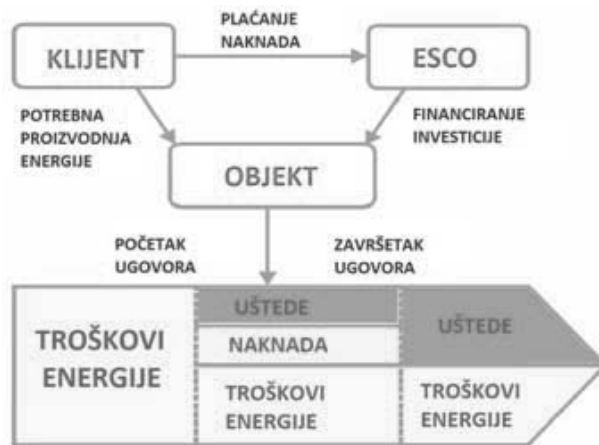 PLAĆANJE
NAKNADA
KLIJENT
ESCO
POTREBNA
PROIZVODNJA
ENERGIJE
FINANCIRANJE
INVESTICIJE
OBJEKT
POČETAK
UGOVORA
ZAVRŠETAK
UGOVORA
TROŠKOVI
ENERGIJE
UŠTEDE
NAKNADA
TROŠKOVI
ENERGIJE
UŠTEDE
TROŠKOVI
ENERGIJE